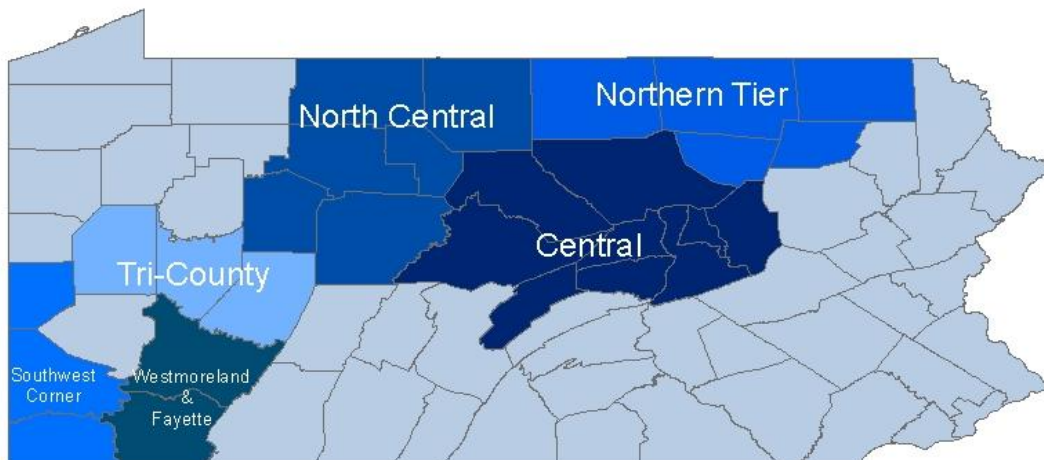 Northern Tier
North Central
Central
Tri-County
Southwest
Corner
Westmoreland
&
Fayette